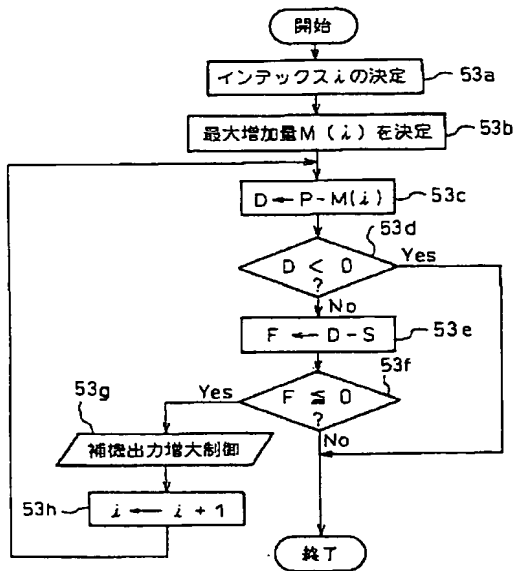 開始
インデックスiの決定
53a
最大増加量M(i)を決定
53b
D←P-M(i)
53c
53d
D < 0
?
Yes
No
F ← D-S
53e
53f
F ≦ 0
?
Yes
No
53g
補機出力増大制御
53h
i ← i + 1
終了